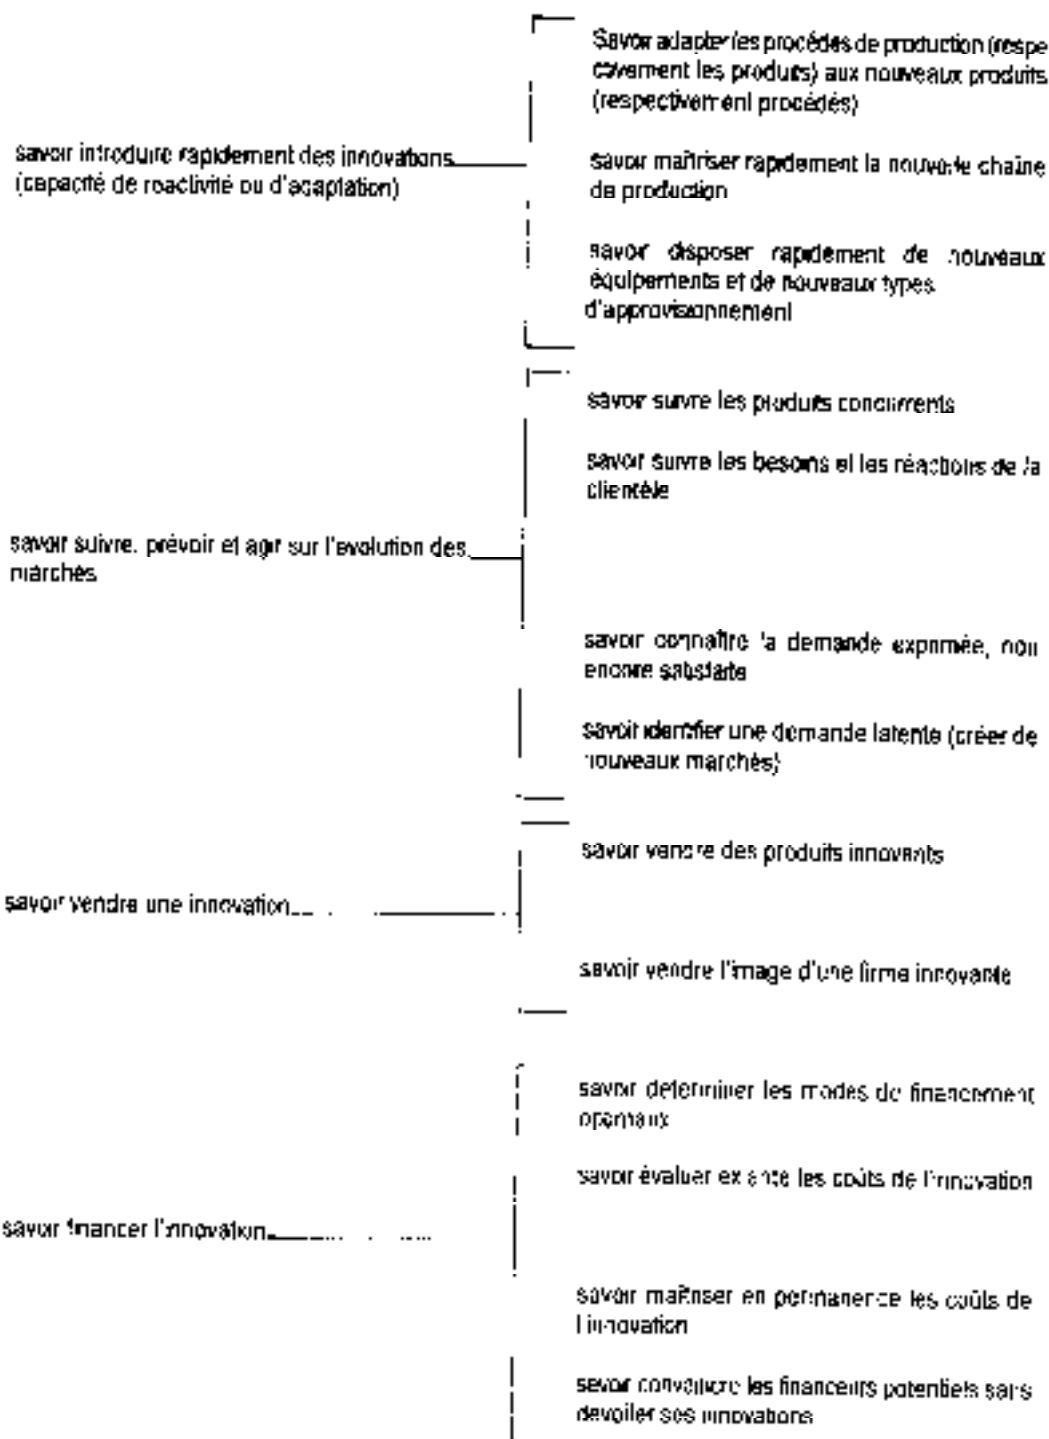 savoir introduire rapidement des innovations
(capacité de réactivité ou d'adaptation)
Savoir adapter les procédés de production (respe
ctivement les produits) aux nouveaux produits
(respectivement procédés)
savoir maîtriser rapidement la nouvelle chaîne
de production
savoir disposer rapidement de nouveaux
équipements et de nouveaux types
d'approvisionnement
savoir suivre, prévoir et agir sur l'évolution des
marchés
savoir suivre les produits concurrents
savoir suivre les besoins et les réactions de la
clientèle
savoir connaître la demande exprimée, non
encore satisfaite
savoir identifier une demande latente (créer de
nouveaux marchés)
savoir vendre une innovation
savoir vendre des produits innovants
savoir vendre l'image d'une firme innovante
savoir financer l'innovation
savoir déterminer les modes de financement
optimaux
savoir évaluer ex ante les coûts de l'innovation
savoir maîtriser en permanence les coûts de
l'innovation
savoir convaincre les financeurs potentiels sans
dévoiler ses innovations